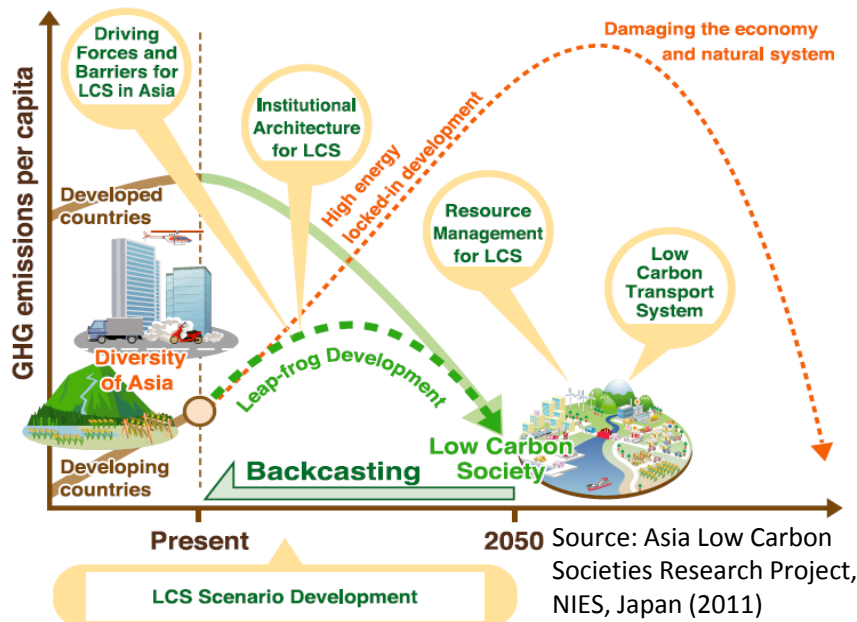 Driving
Forces and
Barriers for
LCS in Asia
Institutional
Architecture
for LCS
Damaging the economy
and natural system
GHG emissions per capita
Developed
countries
High energy
locked-in development
Resource
Management
for LCS
Low
Carbon
Transport
System
Diversity
of Asia
Leap-frog Development
Low Carbon
Society
Developing
countries
Backcasting
Present
2050
Source: Asia Low Carbon
Societies Research Project,
NIES, Japan (2011)
LCS Scenario Development